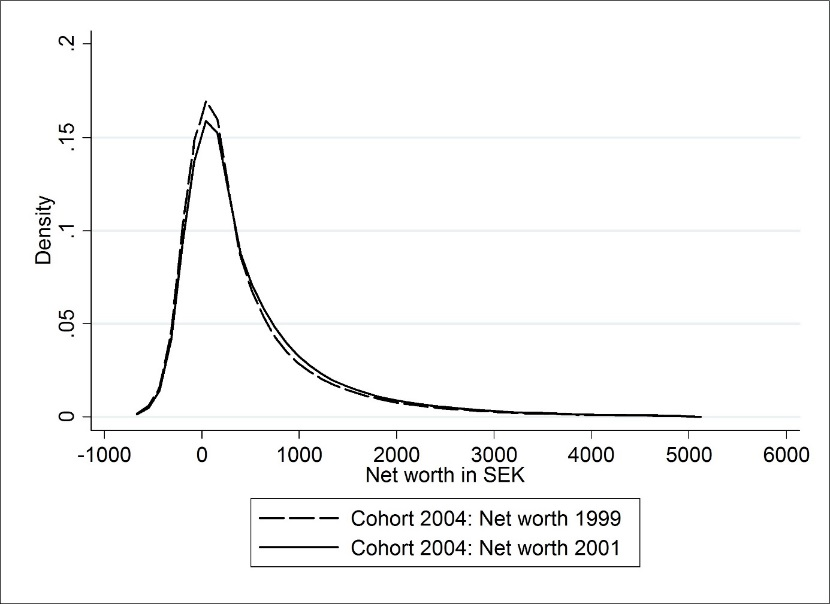 .2
.15
.1
.05
0
Density
-1000 0 1000 2000 3000 4000 5000 6000
Net worth in SEK
Cohort 2004: Net worth 1999
Cohort 2004: Net worth 2001